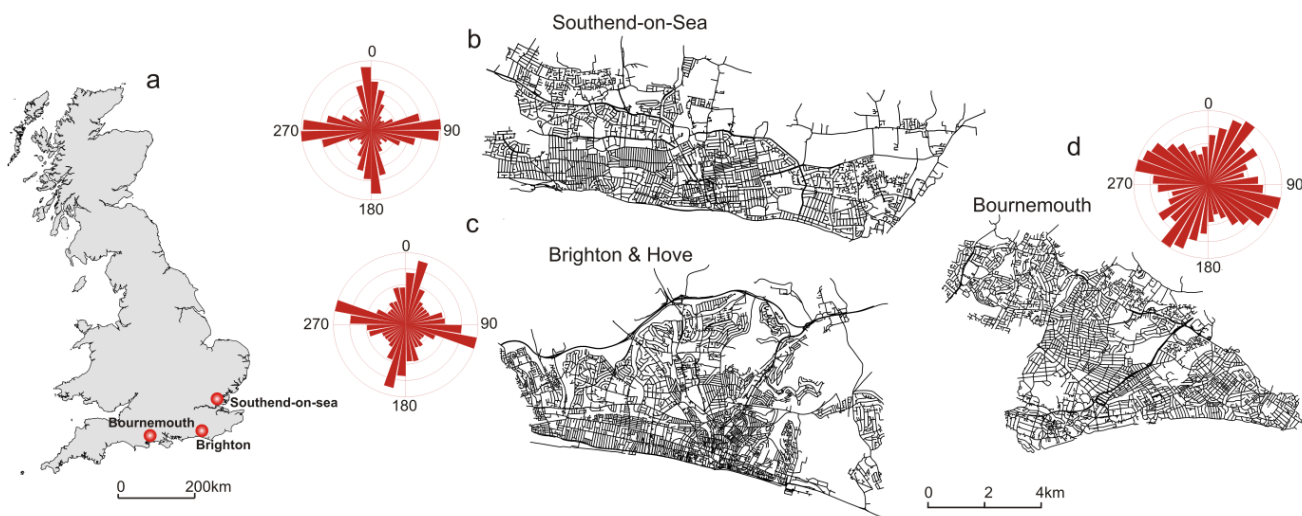 a
Southend-on-sea
Bournemouth
Brighton
0 200km
0
270 90
180
b
Southend-on-Sea
0
270 90
180
c
Brighton & Hove
d
Bournemouth
0
270 90
180
0 2 4km